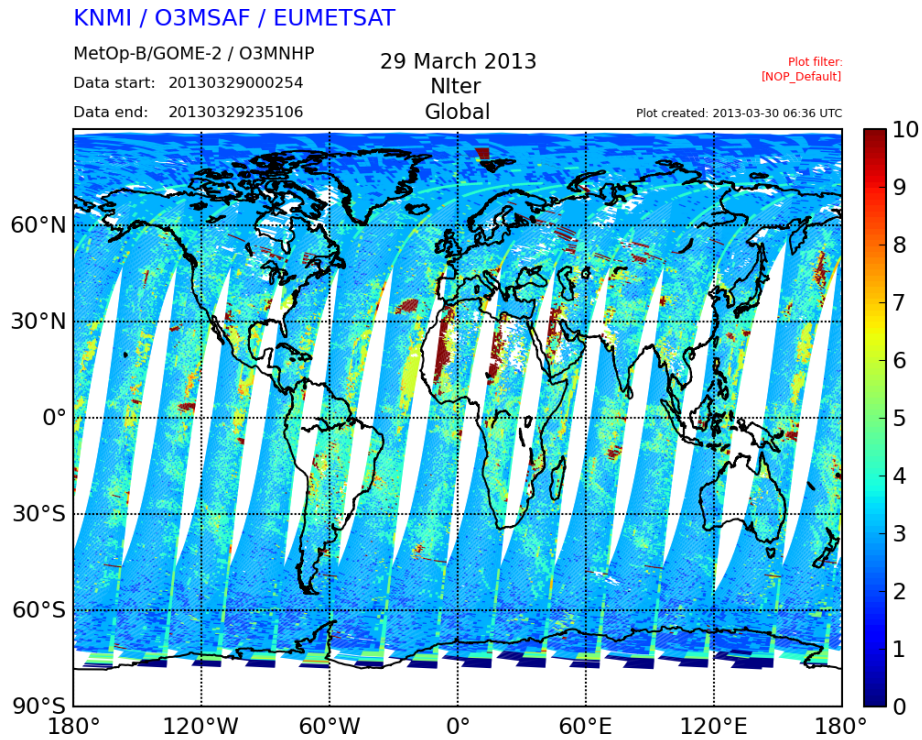 KNMI / O3MSAF / EUMETSAT
MetOp-B/GOME-2 / O3MNHP
Data start: 20130329000254
Data end: 20130329235106
29 March 2013
NIter
Global
Plot filter:
[NOP_Default]
Plot created: 2013-03-30 06:36 UTC
60°N
30°N
0°
30°S
60°S
90°S
180°
120°W
60°W
0°
60°E
120°E
180°
10
9
8
7
6
5
4
3
2
1
0